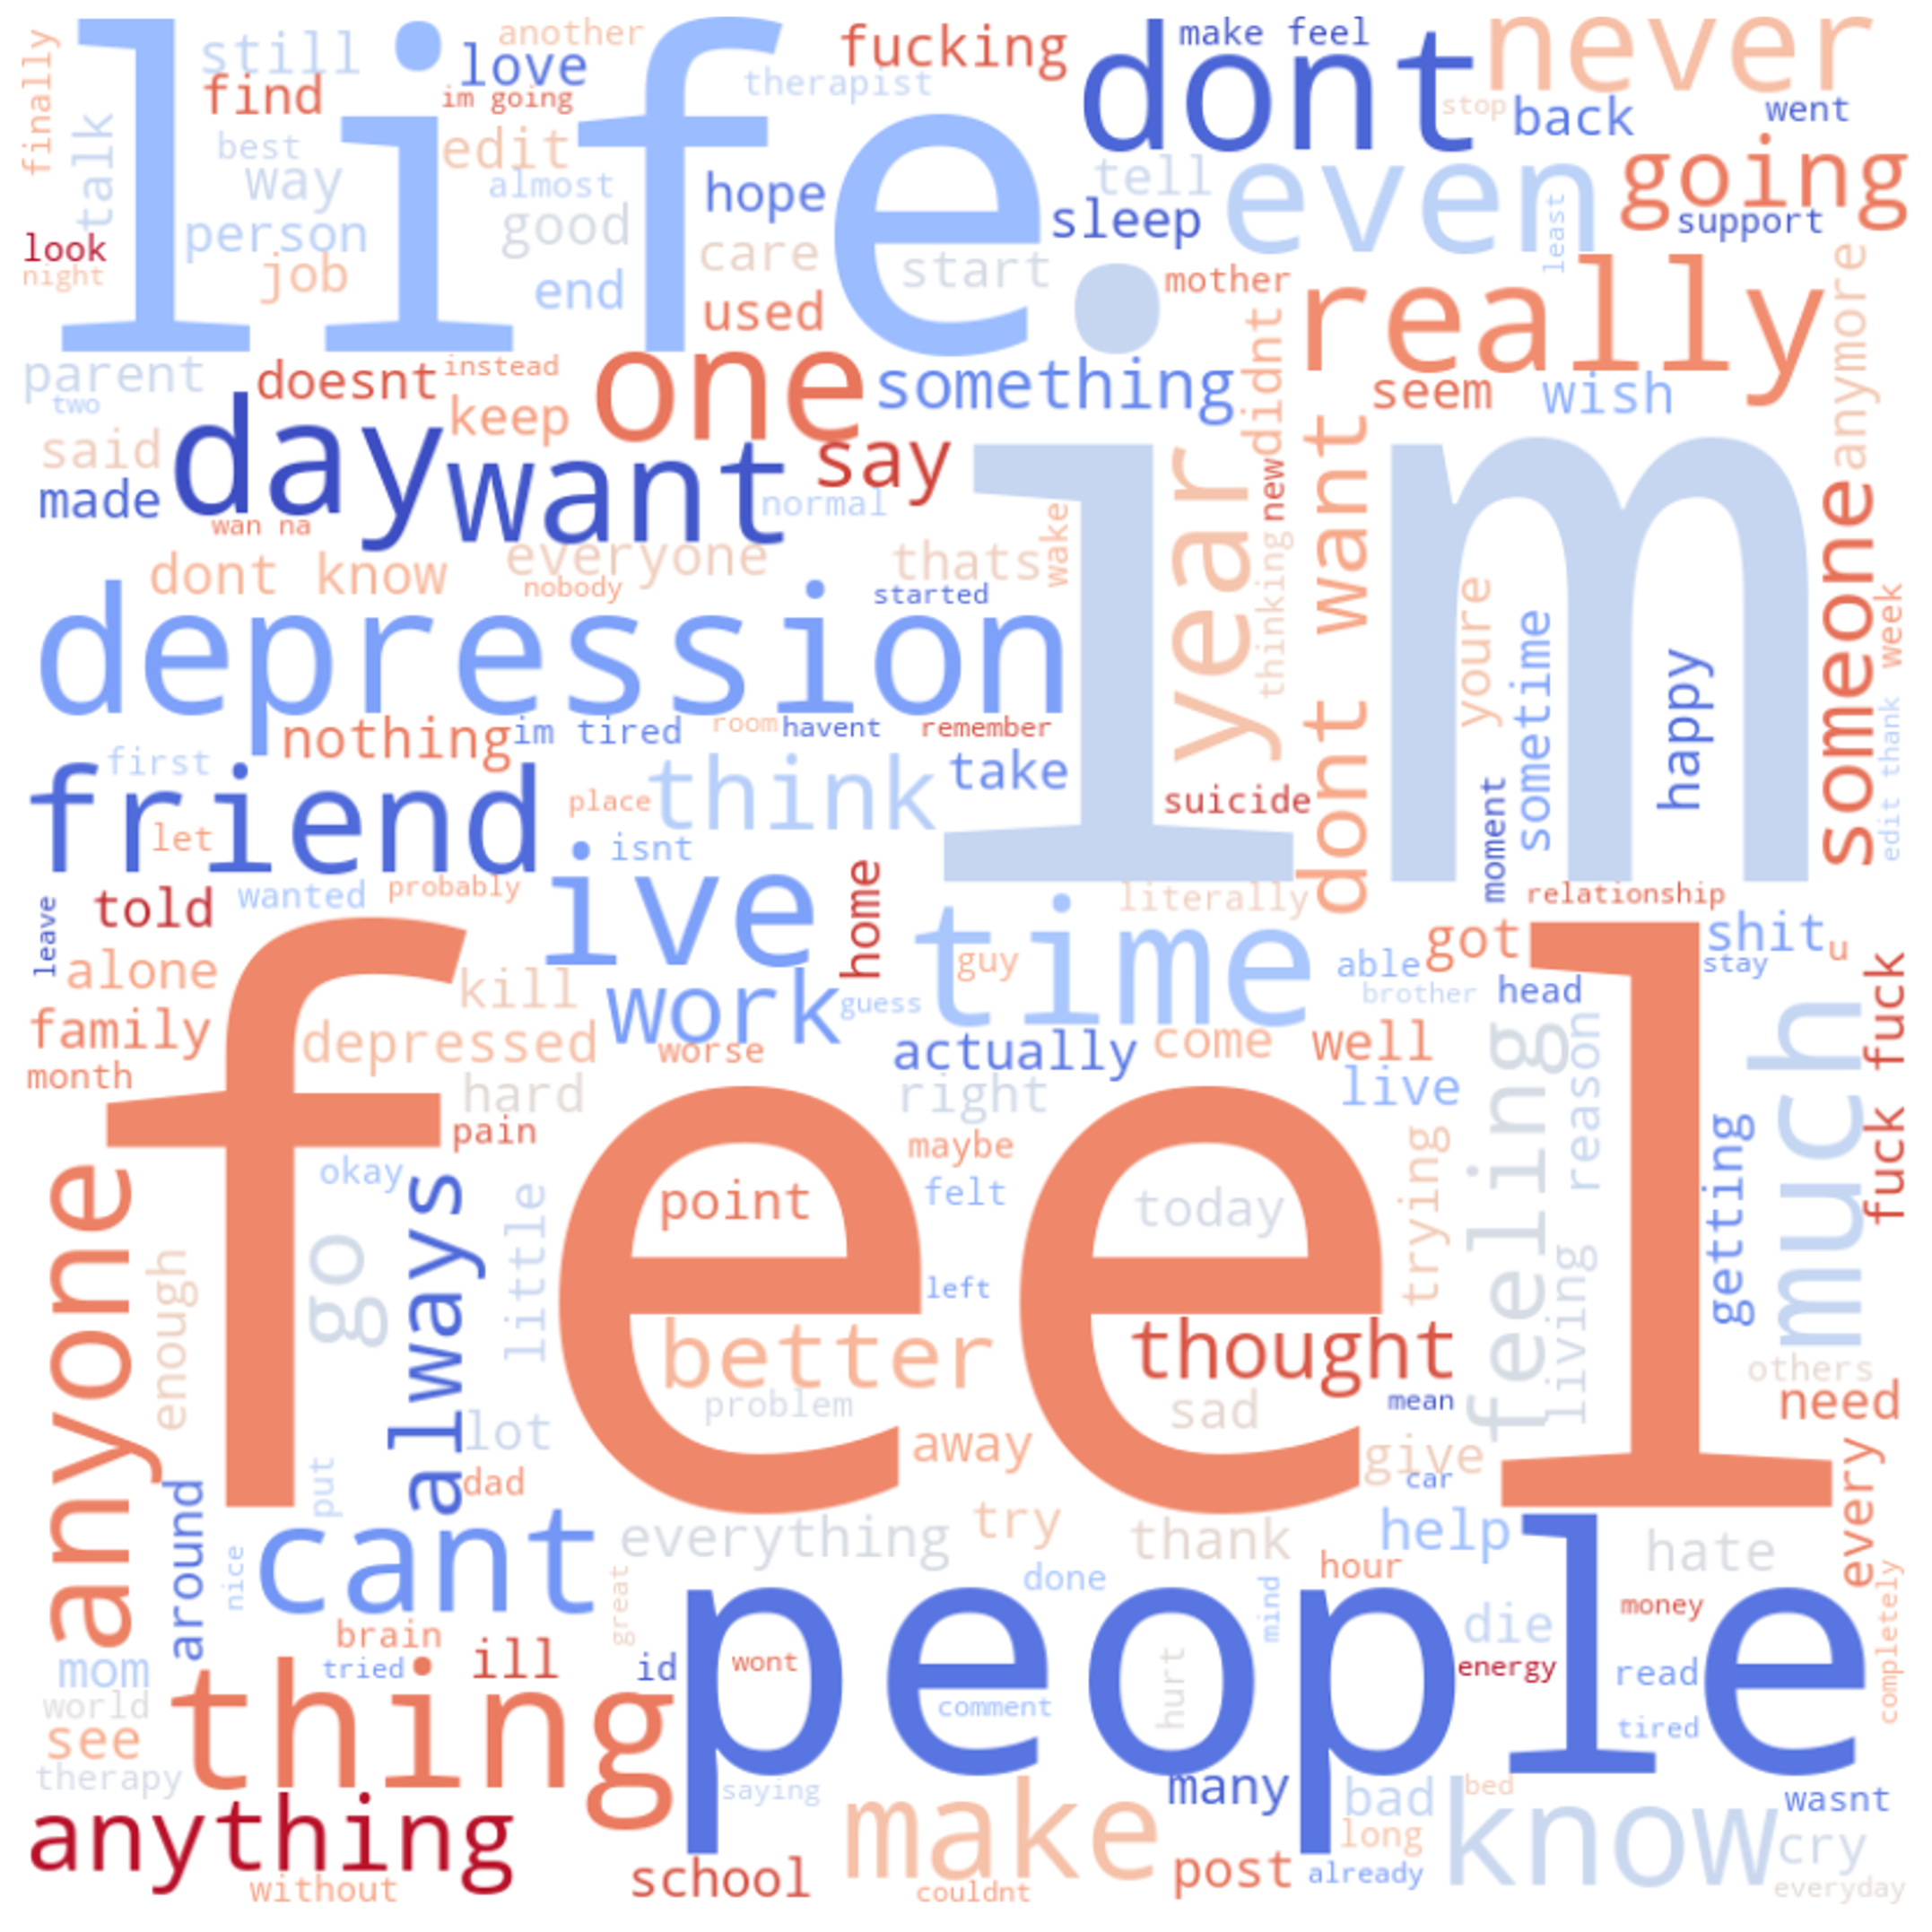 finally
still
another
love
fucking
make feel
never
life
find
im going
therapist
dont
stop
back
went
talk
best
edit
way
almost
hope
tell
even
going
look
person
good
care
sleep
least
support
night
job
end
start
used
mother
really
anymore
parent
doesnt
instead
one
something
didnt
seem
wish
two
keep
said
day
want
say
im
made
normal
year
new
dont want
wan na
wake
someone
dont know
everyone
thats
thinking
nobody
started
youre
week
depression
sometime
happy
nothing
im tired
room
havent
remember
edit thank
first
friend
think
take
place
suicide
moment
let
isnt
ive
home
told
wanted
probably
literally
relationship
leave
time
got
shit
u
alone
kill
guy
able
stay
fuck fuck
family
work
guess
brother
head
depressed
worse
actually
come
well
month
hard
right
live
feeling
reason
much
feel
pain
maybe
okay
point
felt
today
trying
getting
anyone
always
little
enough
go
left
living
better
thought
others
problem
sad
mean
need
lot
away
give
put
dad
car
every
around
cant
everything
try
thank
help
hate
nice
great
done
hour
people
mind
brain
die
money
completely
mom
tried
ill
id
wont
hurt
energy
read
world
thing
comment
see
tired
therapy
saying
many
bad
bed
wasnt
anything
make
long
know
cry
school
post
already
without
couldnt
everyday